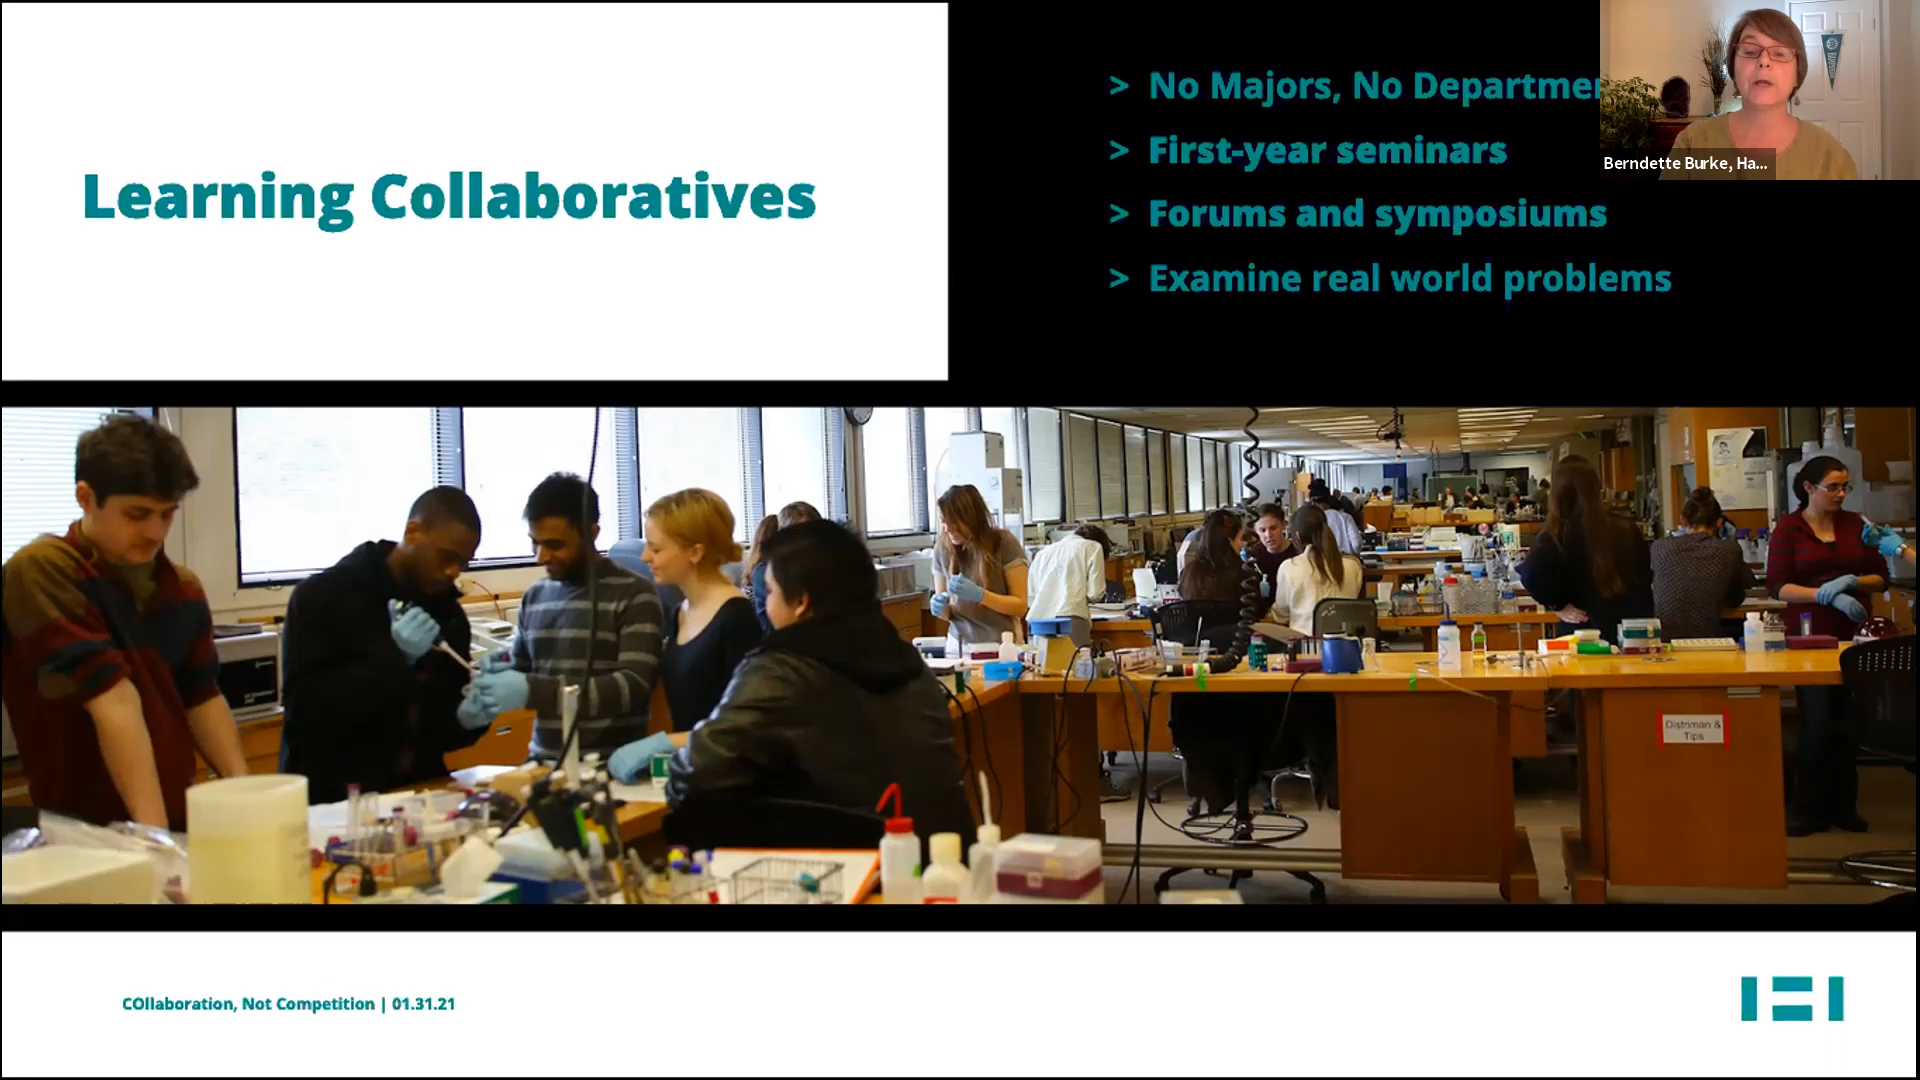 Learning Collaboratives
> No Majors, No
> First-year seminars
> Forums and symposiums
> Examine real world problems
Berndette Burke, Ha...
Distriman &
Tips
COllaboration, Not Competition | 01.31.21